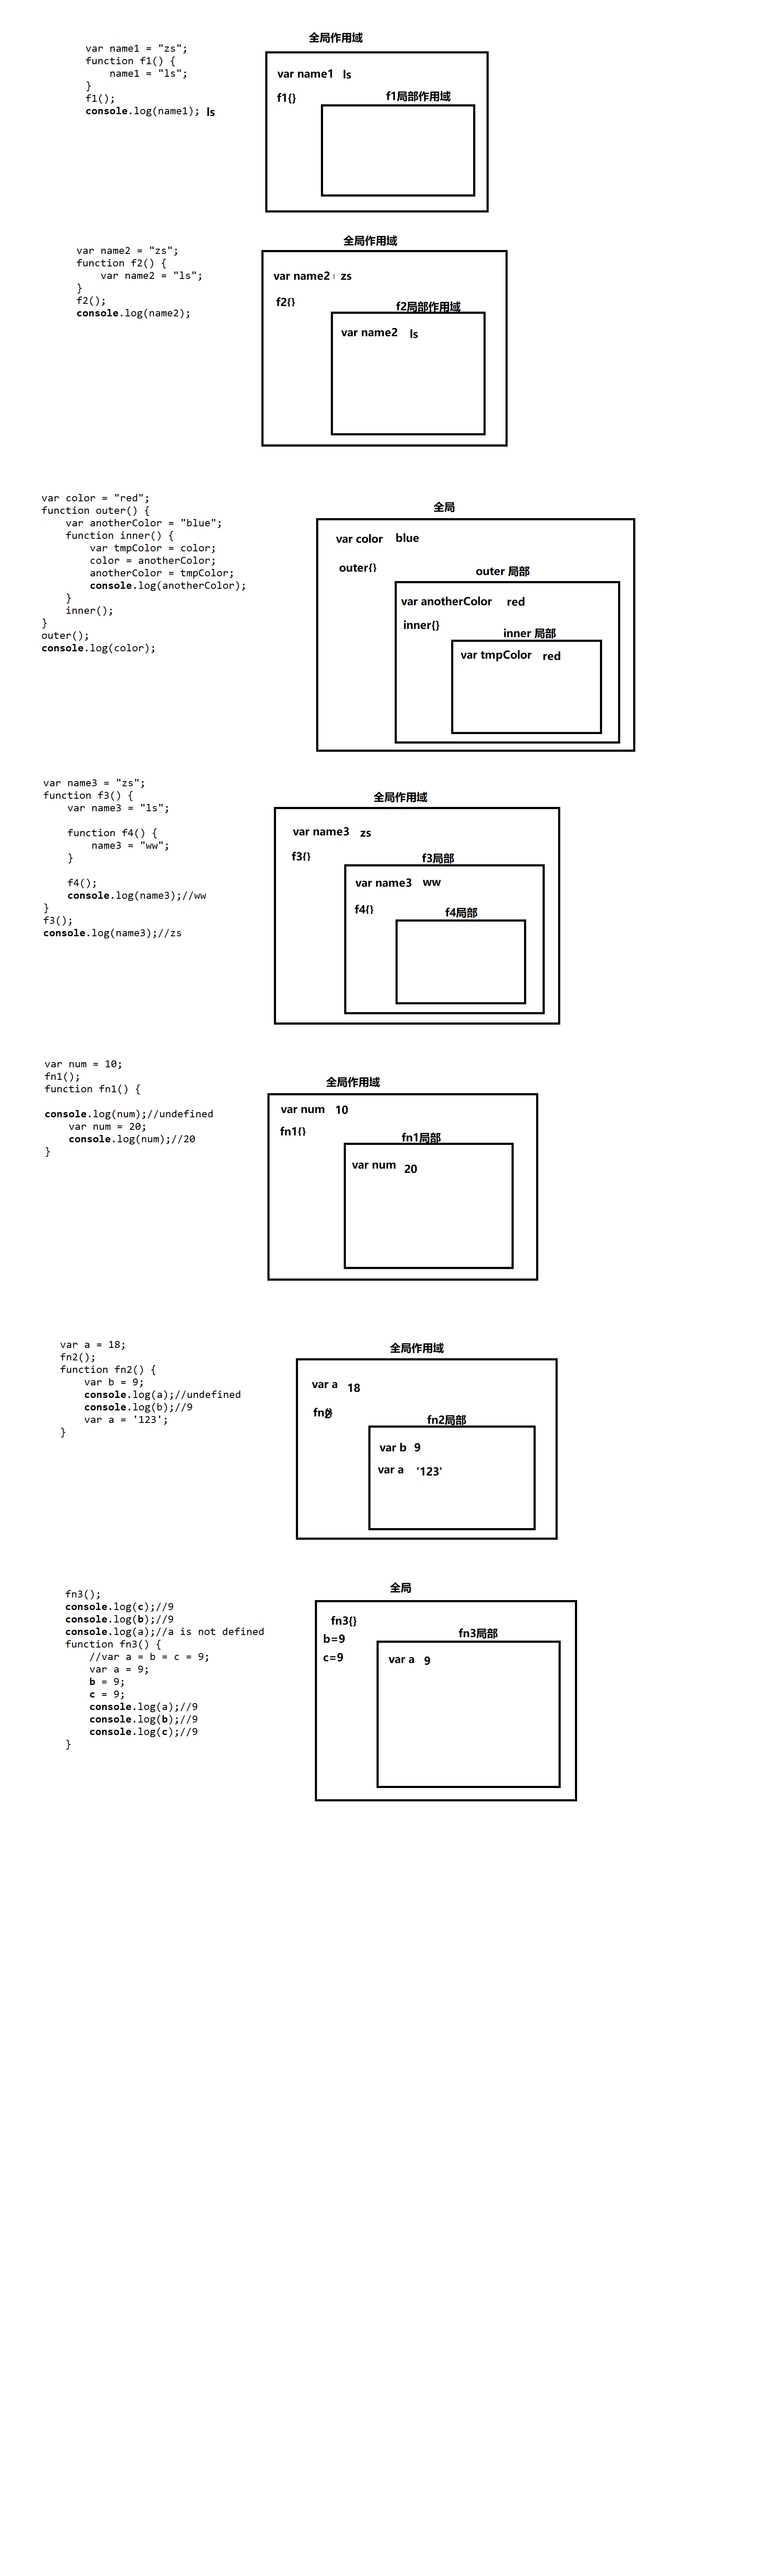 全局作用域
var name1 = "zs";
function f1() {
    name1 = "ls";
}
f1();
console.log(name1); ls
var name1 ls
f1{}
f1局部作用域
全局作用域
var name2 = "zs";
function f2() {
    var name2 = "ls";
}
f2();
console.log(name2);
var name2 zs
f2{}
f2局部作用域
var name2 ls
var color = "red";
function outer() {
    var anotherColor = "blue";
    function inner() {
        var tmpColor = color;
        color = anotherColor;
        anotherColor = tmpColor;
        console.log(anotherColor);
    }
    inner();
}
outer();
console.log(color);
全局
var color blue
outer{}
outer 局部
var anotherColor red
inner{}
inner 局部
var tmpColor red
var name3 = "zs";
function f3() {
    var name3 = "ls";
    function f4() {
        name3 = "ww";
    }
    f4();
    console.log(name3);//ww
}
f3();
console.log(name3);//zs
全局作用域
var name3 zs
f3{}
f3局部
var name3 ww
f4{}
f4局部
var num = 10;
fn1();
function fn1() {
console.log(num);//undefined
    var num = 20;
    console.log(num);//20
}
全局作用域
var num 10
fn1{}
fn1局部
var num 20
var a = 18;
fn2();
function fn2() {
    var b = 9;
    console.log(a);//undefined
    console.log(b);//9
    var a = '123';
}
全局作用域
var a 18
fn2局部
var b 9
var a '123'
fn3();
console.log(c);//9
console.log(b);//9
console.log(a);//a is not defined
function fn3() {
    //var a = b = c = 9;
    var a = 9;
    b = 9;
    c = 9;
    console.log(a);//9
    console.log(b);//9
    console.log(c);//9
}
全局
fn3{}
b=9
c=9
fn3局部
var a 9